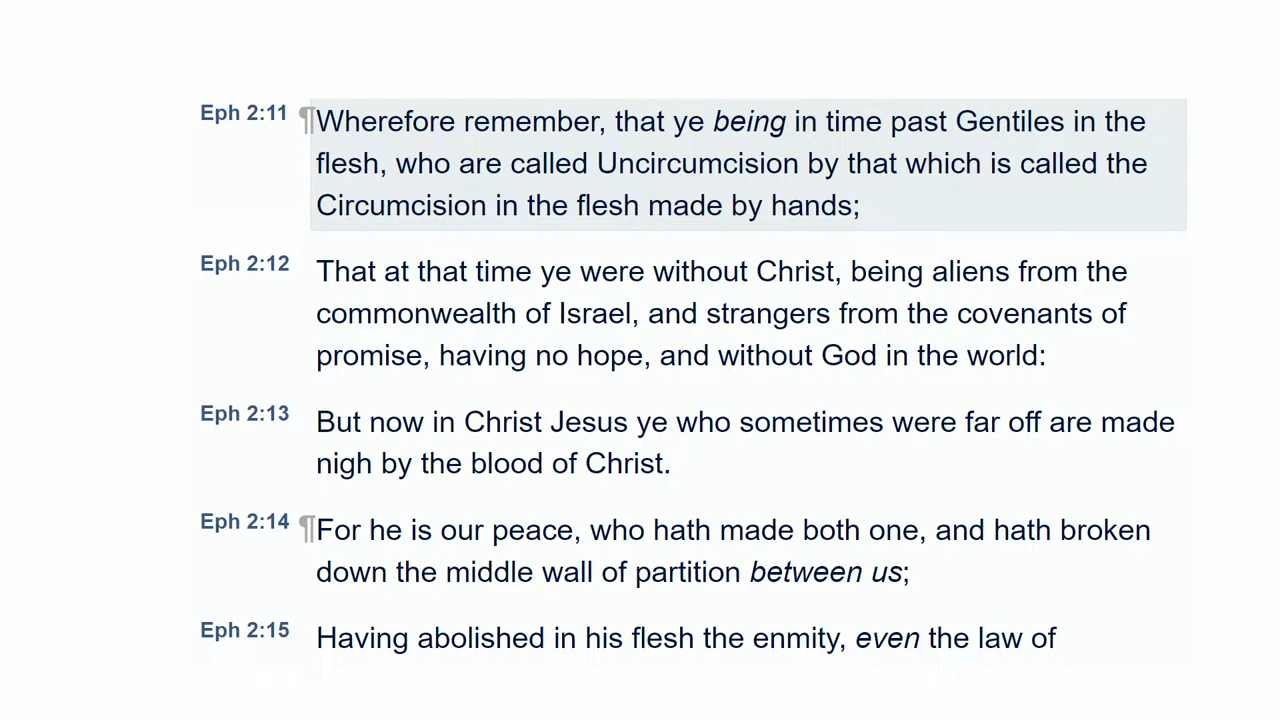 Eph 2:11 ¶Wherefore remember, that ye being in time past Gentiles in the
flesh, who are called Uncircumcision by that which is called the
Circumcision in the flesh made by hands;
Eph 2:12 That at that time ye were without Christ, being aliens from the
commonwealth of Israel, and strangers from the covenants of
promise, having no hope, and without God in the world:
Eph 2:13 But now in Christ Jesus ye who sometimes were far off are made
nigh by the blood of Christ.
Eph 2:14 ¶For he is our peace, who hath made both one, and hath broken
down the middle wall of partition between us;
Eph 2:15 Having abolished in his flesh the enmity, even the law of